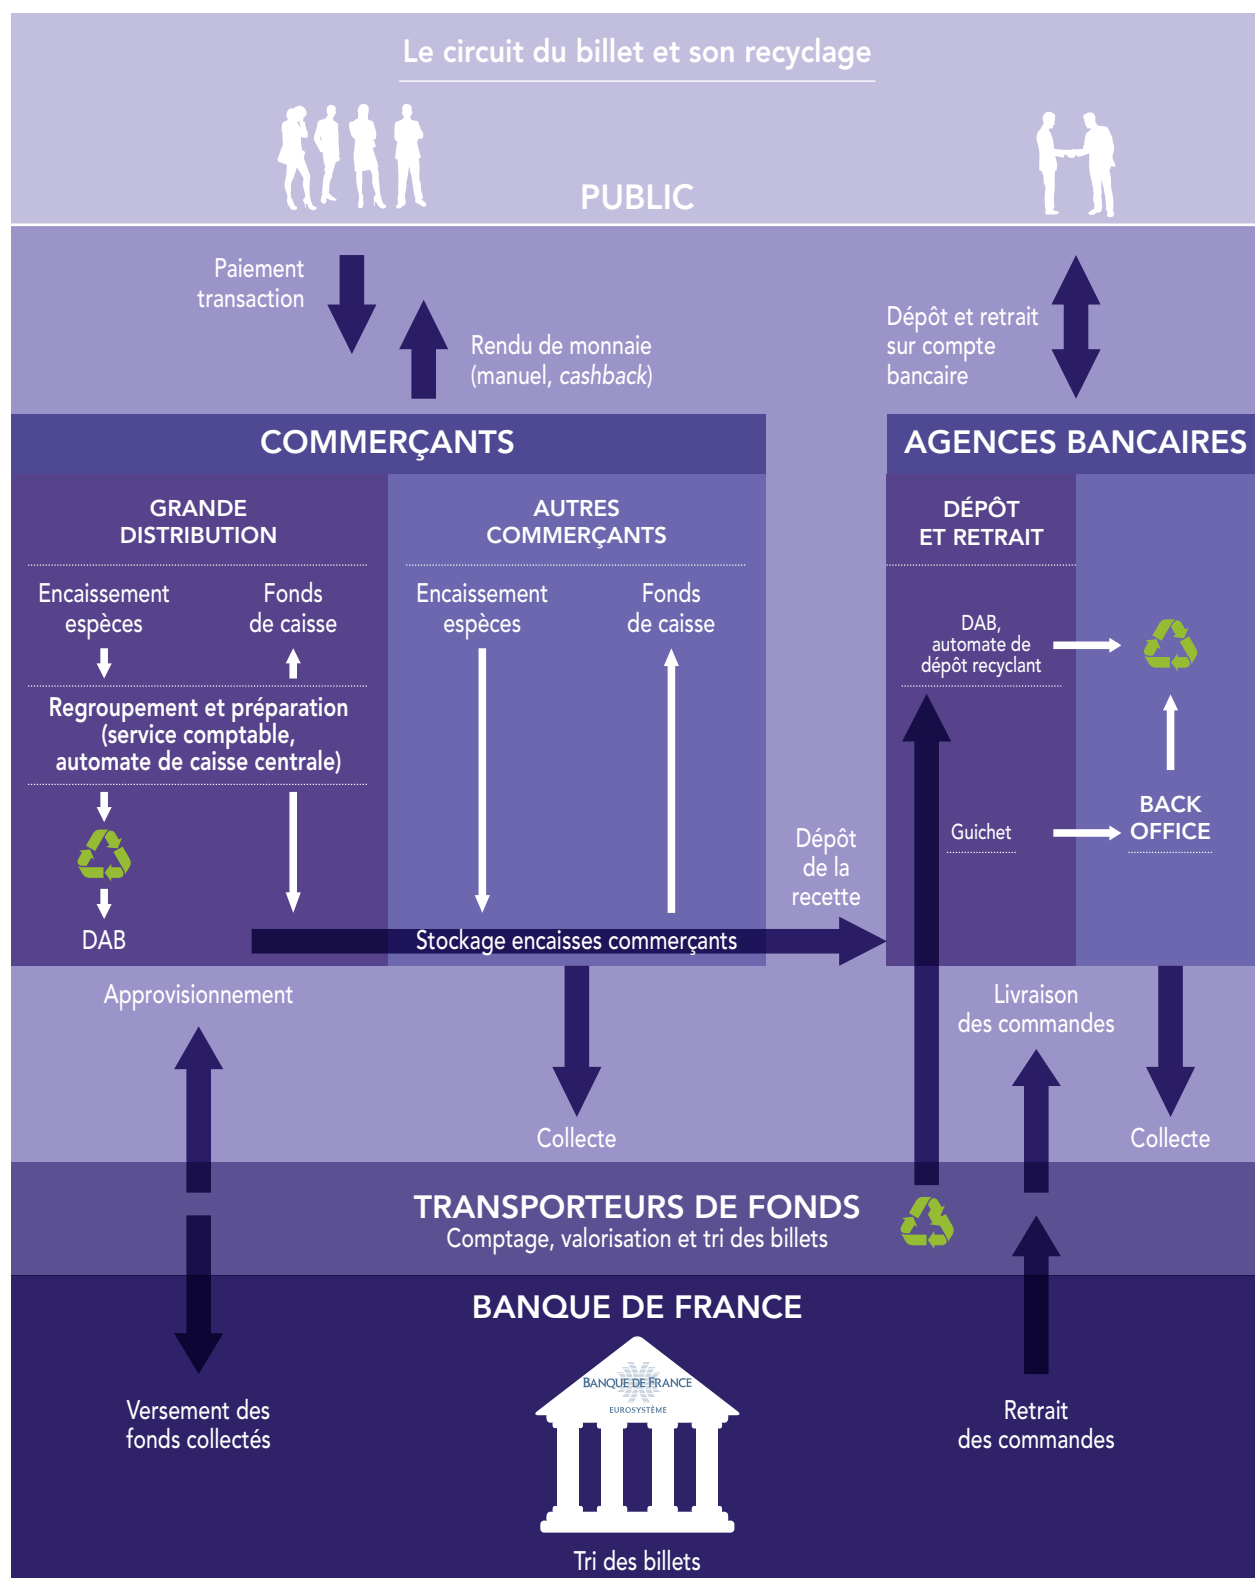 Le circuit du billet et son recyclage
PUBLIC
Paiement
transaction
Rendu de monnaie
(manuel, cashback)
Dépôt et retrait
sur compte
bancaire
COMMERÇANTS
GRANDE
DISTRIBUTION
Encaissement
espèces
Fonds
de caisse
Regroupement et préparation
(service comptable,
automate de caisse centrale)
DAB
AUTRES
COMMERÇANTS
Encaissement
espèces
Fonds
de caisse
Stockage encaisses commerçants
Dépôt
de la
recette
AGENCES BANCAIRES
DÉPÔT
ET RETRAIT
DAB,
automate de
dépôt recyclant
Guichet
BACK
OFFICE
Approvisionnement
Collecte
Livraison
des commandes
Collecte
TRANSPORTEURS DE FONDS
Comptage, valorisation et tri des billets
BANQUE DE FRANCE
BANQUE DE FRANCE
EUROSYSTÈME
Versement des
fonds collectés
Retrait
des commandes
Tri des billets